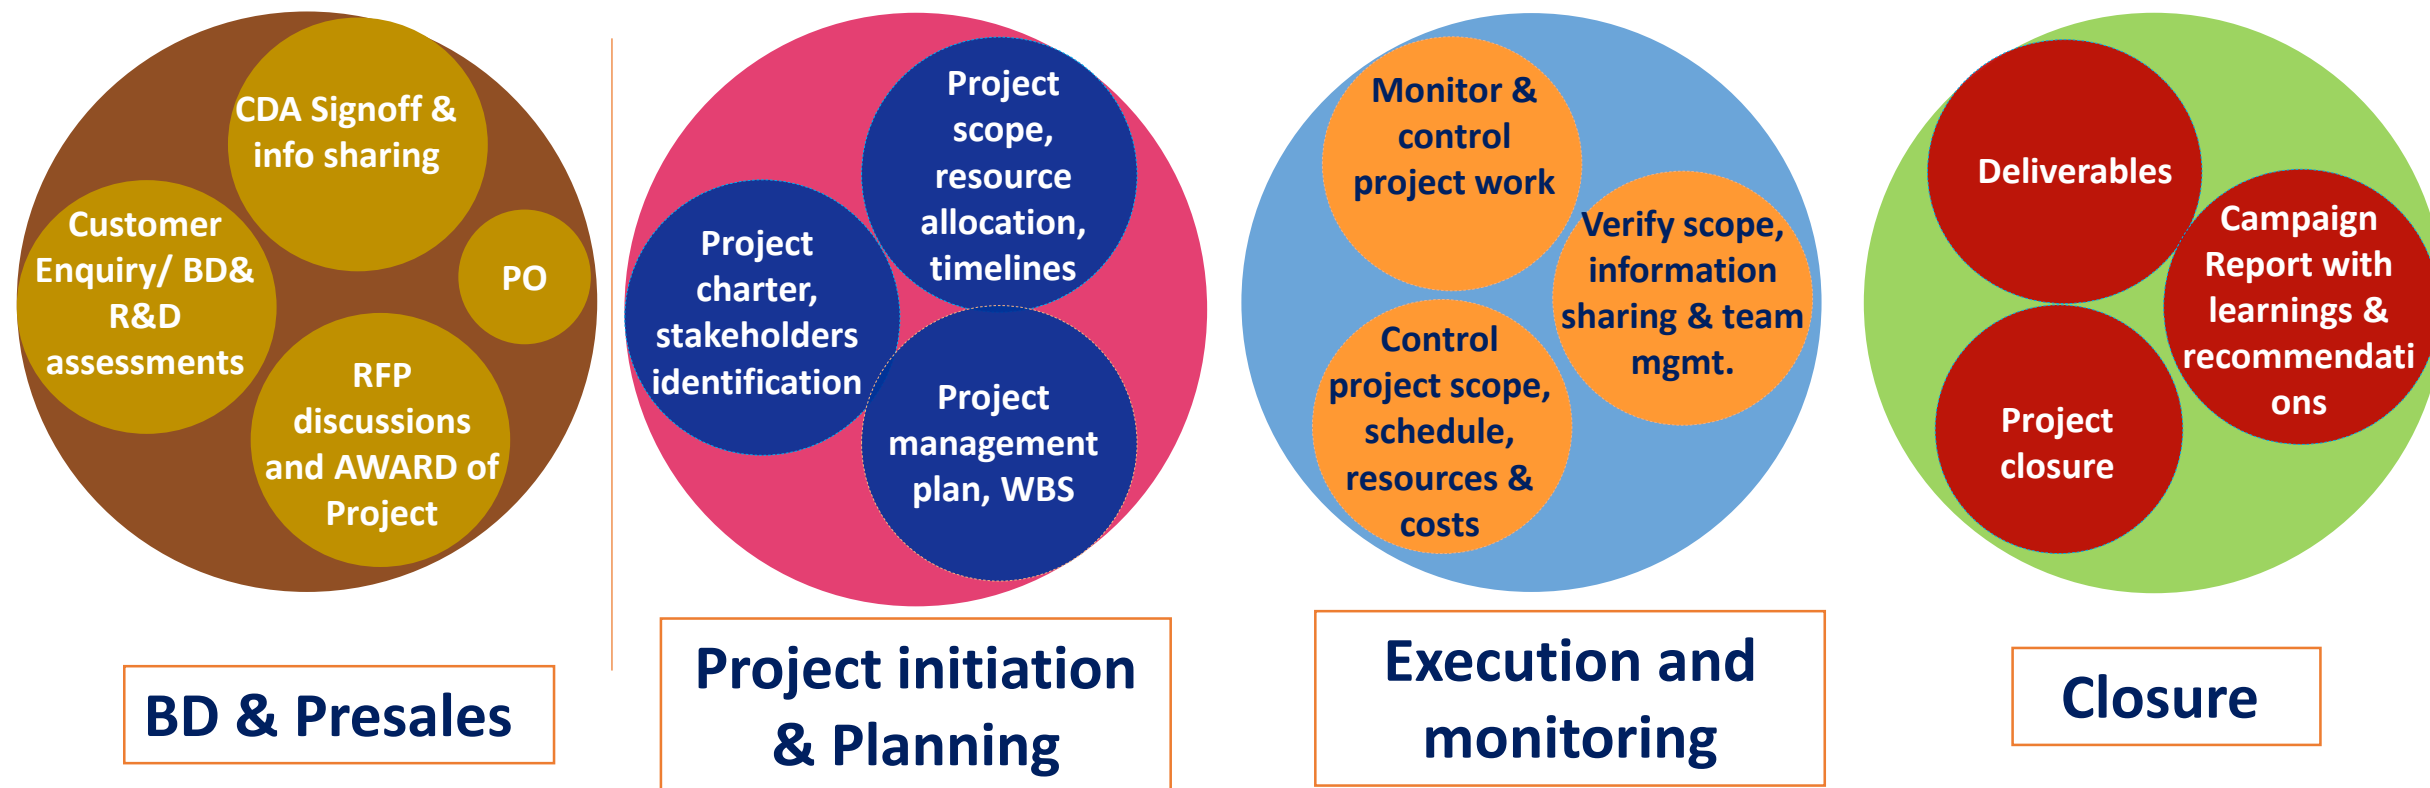 CDA Signoff &
info sharing
Customer
Enquiry/ BD&
R&D
assessments
PO
RFP
discussions
and AWARD of
Project
BD & Presales
Project
scope,
resource
allocation,
timelines
Project
charter,
stakeholders
identification
Project
management
plan, WBS
Project initiation
& Planning
Monitor &
control
project work
Verify scope,
information
sharing & team
mgmt.
Control
project scope,
schedule,
resources &
costs
Execution and
monitoring
Deliverables
Campaign
Report with
learnings &
recommendati
ons
Project
closure
Closure